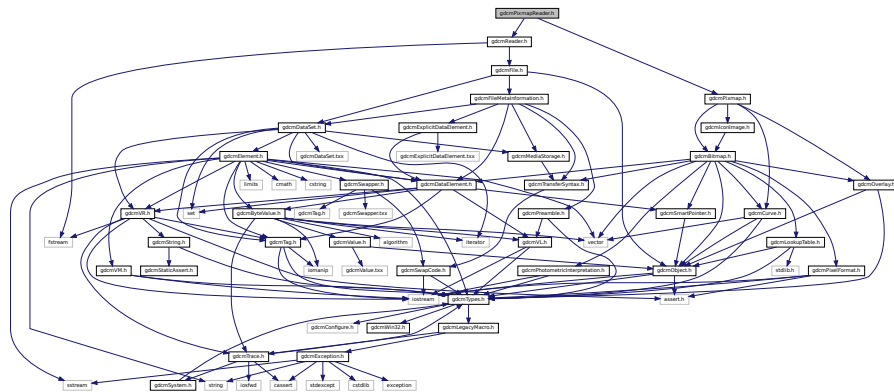 gdcmPixmapReader.h
gdcmReader.h
gdcmFile.h
gdcmFileMetaInformation.h
gdcmPixmap.h
gdcmDataSet.h
gdcmExplicitDataElement.h
gdcmIconImage.h
gdcmElement.h
gdcmDataSet.txx
gdcmExplicitDataElement.txx
gdcmMediaStorage.h
gdcmBitmap.h
limits
cmath
cstring
gdcmSwapper.h
gdcmDataElement.h
gdcmTransferSyntax.h
gdcmOverlay.h
gdcmVR.h
set
gdcmByteValue.h
gdcmTag.h
gdcmSwapper.txx
gdcmPreamble.h
gdcmSmartPointer.h
gdcmCurve.h
fstream
gdcmString.h
gdcmTag.h
gdcmValue.h
algorithm
iterator
gdcmVL.h
vector
gdcmLookupTable.h
gdcmVM.h
gdcmStaticAssert.h
iomanip
gdcmValue.txx
gdcmSwapCode.h
gdcmPhotometricInterpretation.h
gdcmObject.h
stdlib.h
gdcmPixelFormat.h
iostream
gdcmTypes.h
assert.h
gdcmConfigure.h
gdcmWin32.h
gdcmLegacyMacro.h
gdcmTrace.h
gdcmException.h
sstream
gdcmSystem.h
string
iosfwd
cassert
stdexcept
cstdlib
exception